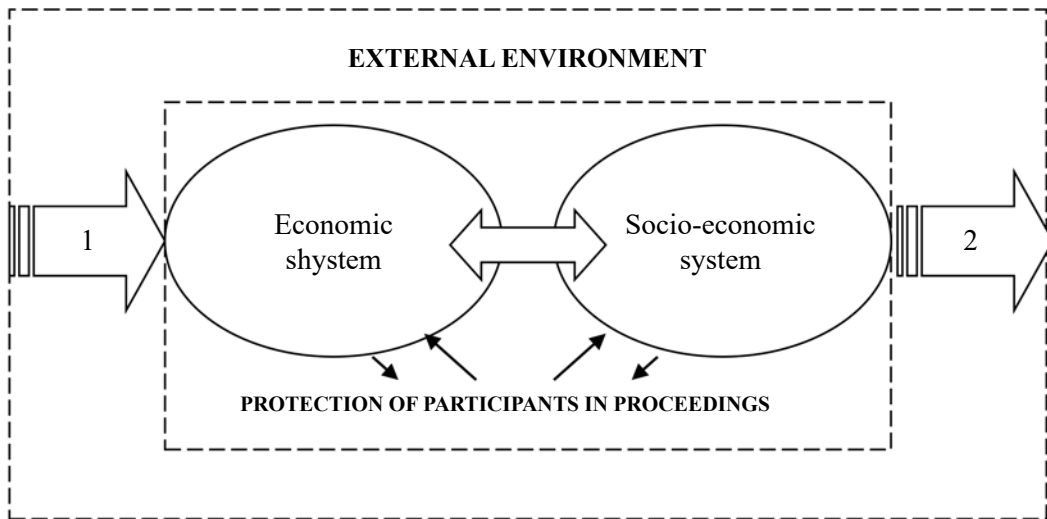 EXTERNAL ENVIRONMENT
1
Economic
shystem
Socio-economic
system
2
PROTECTION OF PARTICIPANTS IN PROCEEDINGS